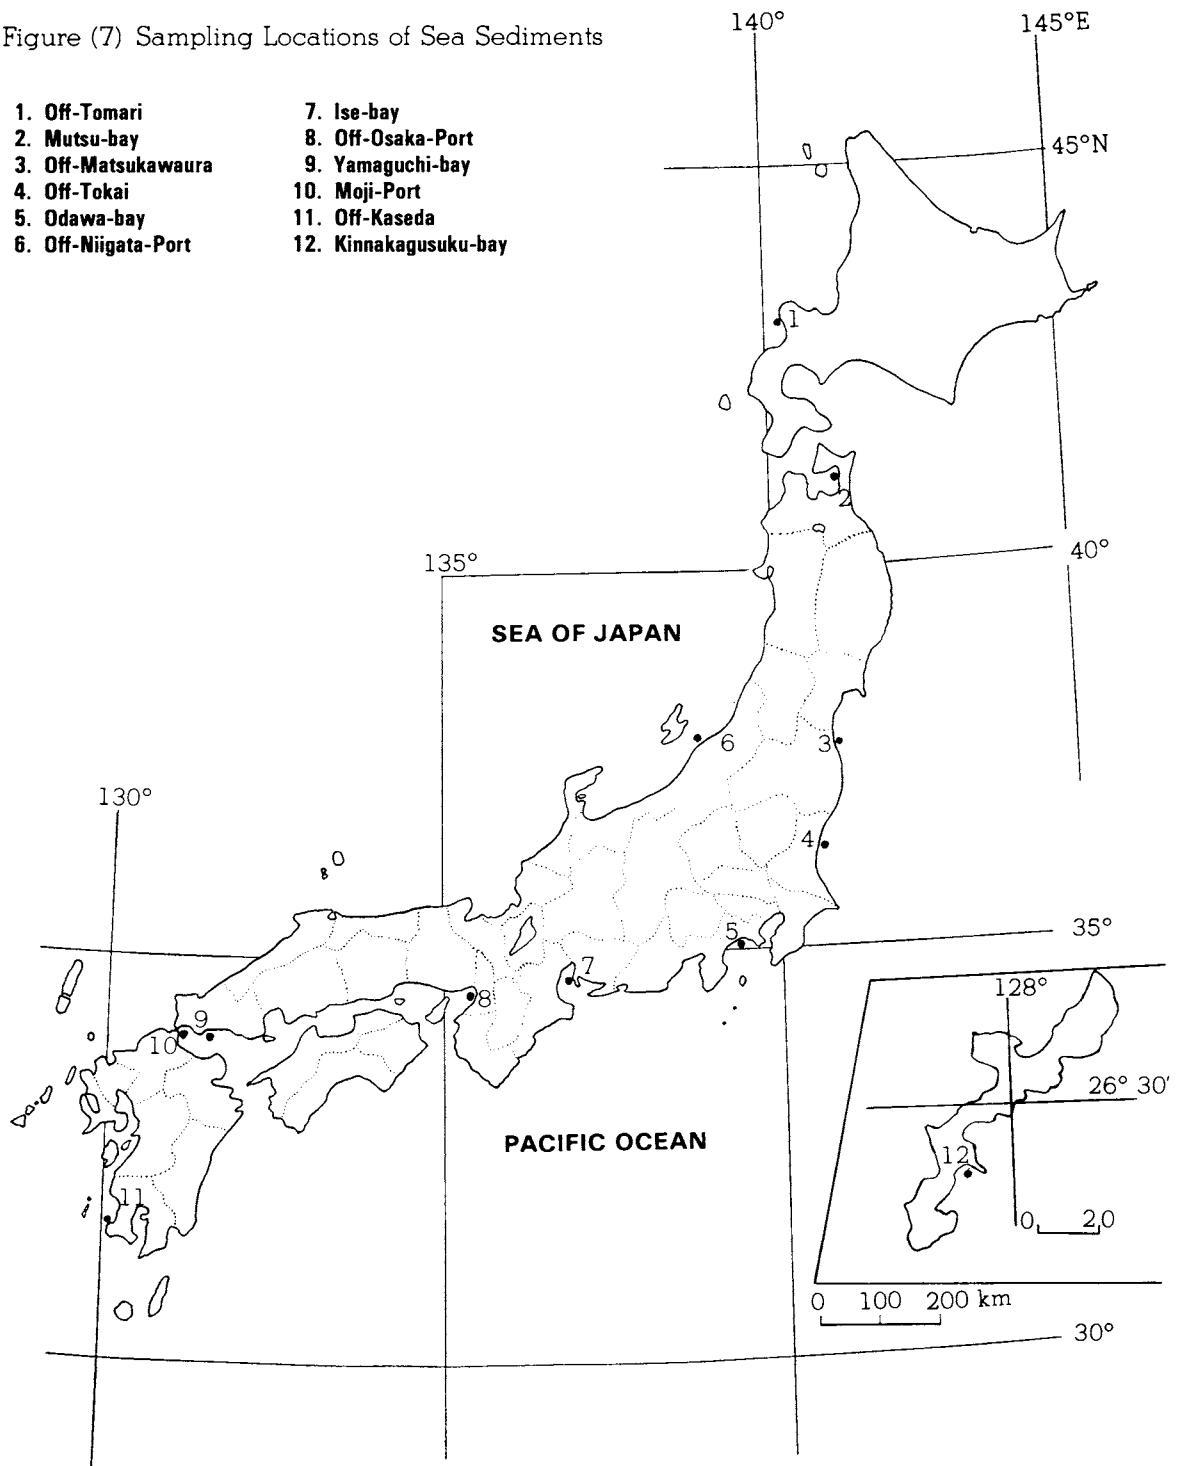 Figure (7) Sampling Locations of Sea Sediments
1. Off-Tomari
2. Mutsu-bay
3. Off-Matsukawaura
4. Off-Tokai
5. Odawa-bay
6. Off-Niigata-Port
7. Ise-bay
8. Off-Osaka-Port
9. Yamaguchi-bay
10. Moji-Port
11. Off-Kaseda
12. Kinnakagusuku-bay
140°
145°E
45°N
1
2
40°
135°
SEA OF JAPAN
6
3
130°
4
5
35°
7
8
9
10
128°
26° 30'
PACIFIC OCEAN
12
11
0 20
0 100 200 km
30°